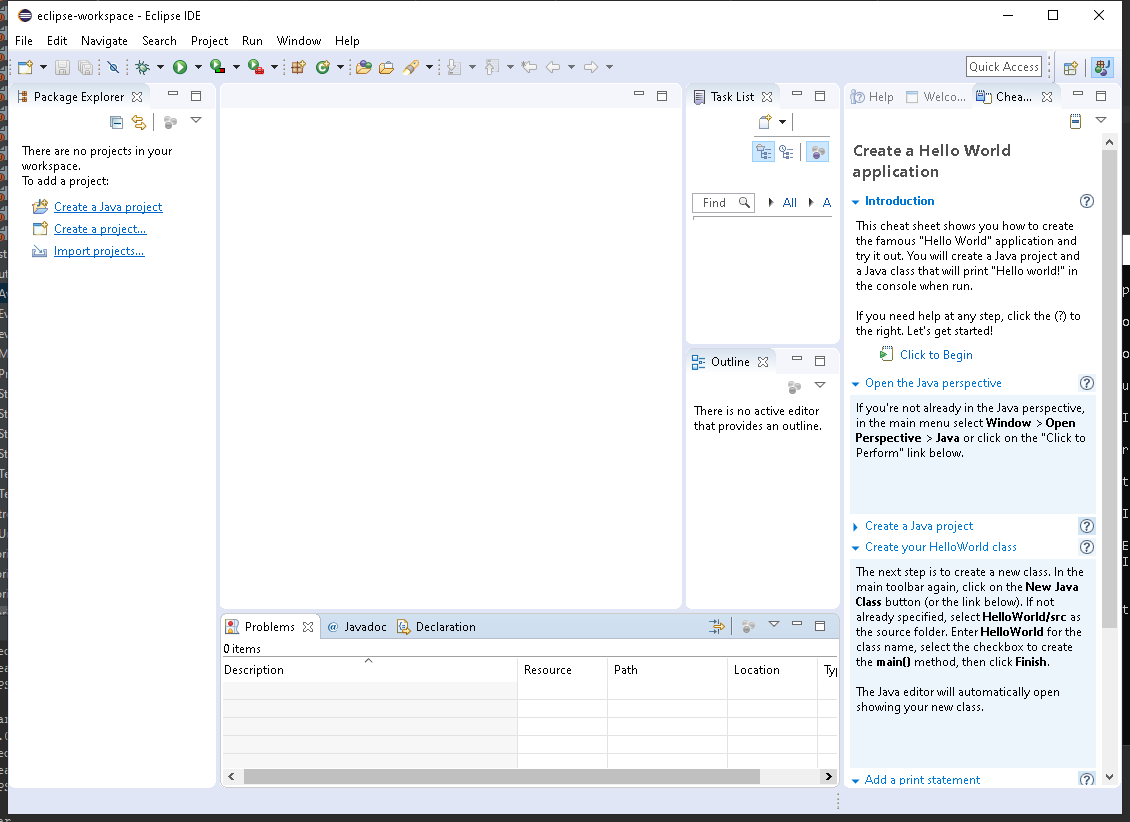 eclipse-workspace - Eclipse IDE
File Edit Navigate Search Project Run Window Help
Quick Access
Package Explorer
There are no projects in your
workspace.
To add a project:
Create a Java project
Create a project...
Import projects...
Task List
Find All A
Outline
There is no active editor
that provides an outline.
Help Welco... Chea...
Create a Hello World
application
Introduction
This cheat sheet shows you how to create
the famous "Hello World" application and
try it out. You will create a Java project and
a Java class that will print "Hello world!" in
the console when run.
If you need help at any step, click the (?) to
the right. Let's get started!
Click to Begin
Open the Java perspective
If you're not already in the Java perspective,
in the main menu select Window > Open
Perspective > Java or click on the "Click to
Perform" link below.
Create a Java project
Create your HelloWorld class
The next step is to create a new class. In the
main toolbar again, click on the New Java
Class button (or the link below). If not
already specified, select HelloWorld/src as
the source folder. Enter HelloWorld for the
class name, select the checkbox to create
the main() method, then click Finish.
The Java editor will automatically open
showing your new class.
Add a print statement
Problems @ Javadoc Declaration
0 items
Description Resource Path Location Typ